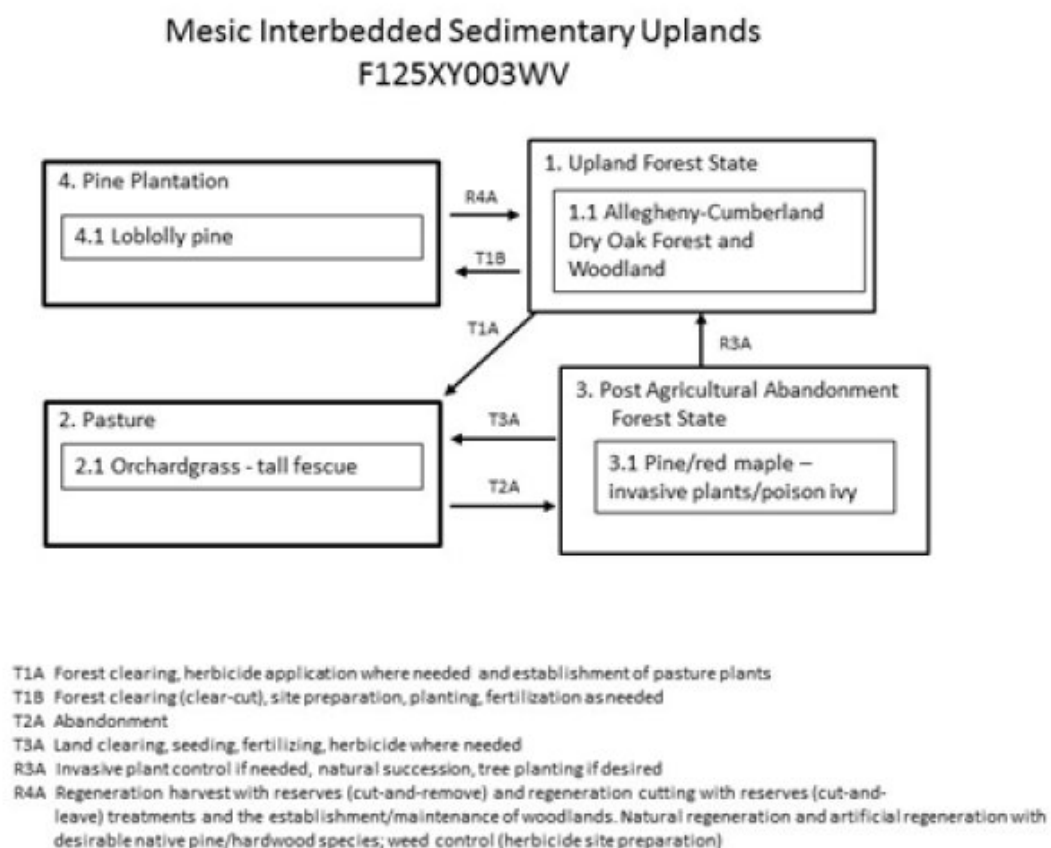 Mesic Interbedded Sedimentary Uplands
F125XY003WV
4. Pine Plantation
4.1 Loblolly pine
R4A
T1B
1. Upland Forest State
1.1 Allegheny-Cumberland
Dry Oak Forest and
Woodland
T1A
R3A
2. Pasture
2.1 Orchardgrass - tall fescue
T3A
T2A
3. Post Agricultural Abandonment
Forest State
3.1 Pine/red maple –
invasive plants/poison ivy
T1A Forest clearing, herbicide application where needed and establishment of pasture plants
T1B Forest clearing (clear-cut), site preparation, planting, fertilization as needed
T2A Abandonment
T3A Land clearing, seeding, fertilizing, herbicide where needed
R3A Invasive plant control if needed, natural succession, tree planting if desired
R4A Regeneration harvest with reserves (cut-and-remove) and regeneration cutting with reserves (cut-and-
leave) treatments and the establishment/maintenance of woodlands. Natural regeneration and artificial regeneration with
desirable native pine/hardwood species; weed control (herbicide site preparation)